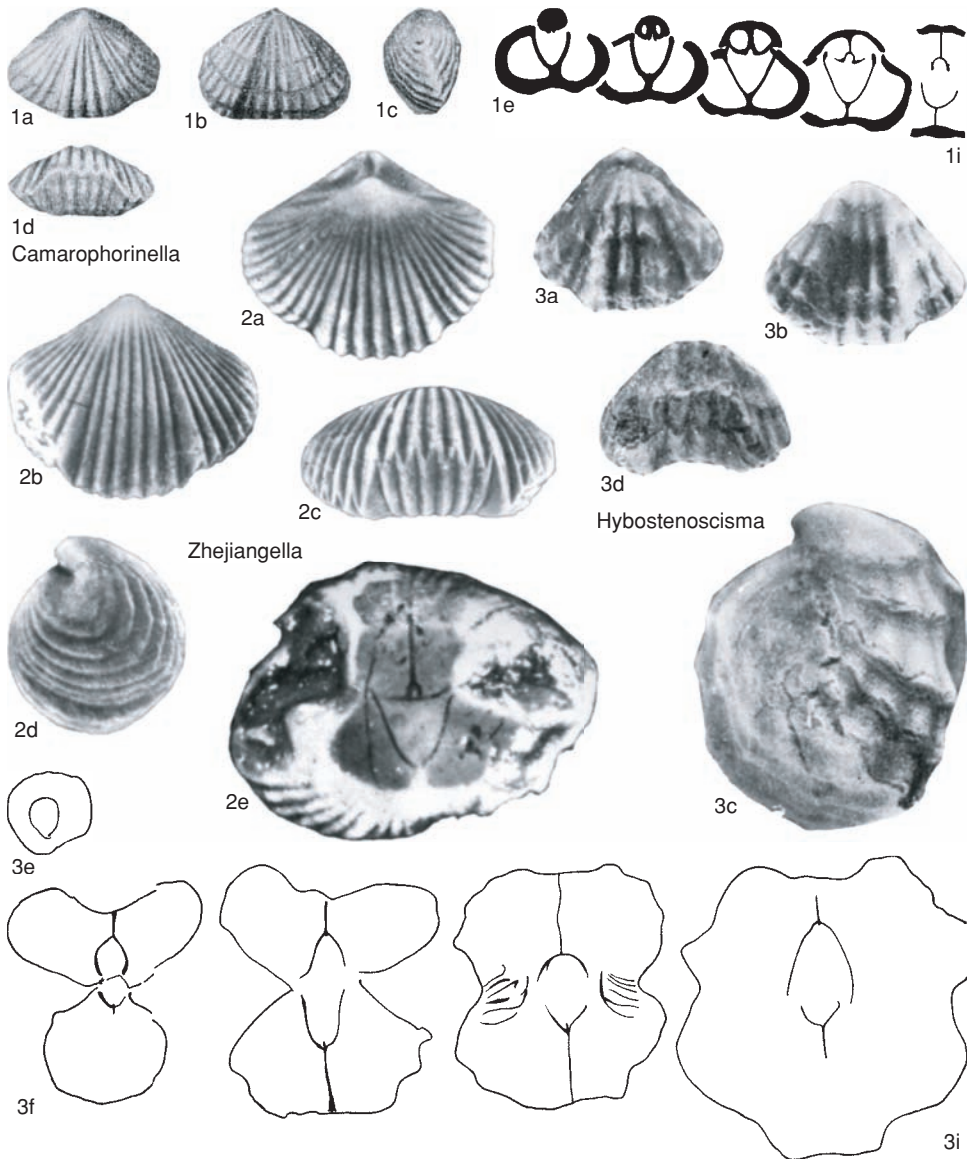 1a
1b
1c
1e
1i
1d
Camarophorinella
2a
3a
3b
2b
2c
3d
Zhejiangella
Hybostenoscisma
2d
2e
3c
3e
3f
3i